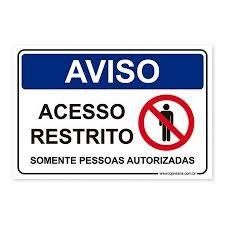 AVISO
ACESSO
RESTRITO
SOMENTE PESSOAS AUTORIZADAS